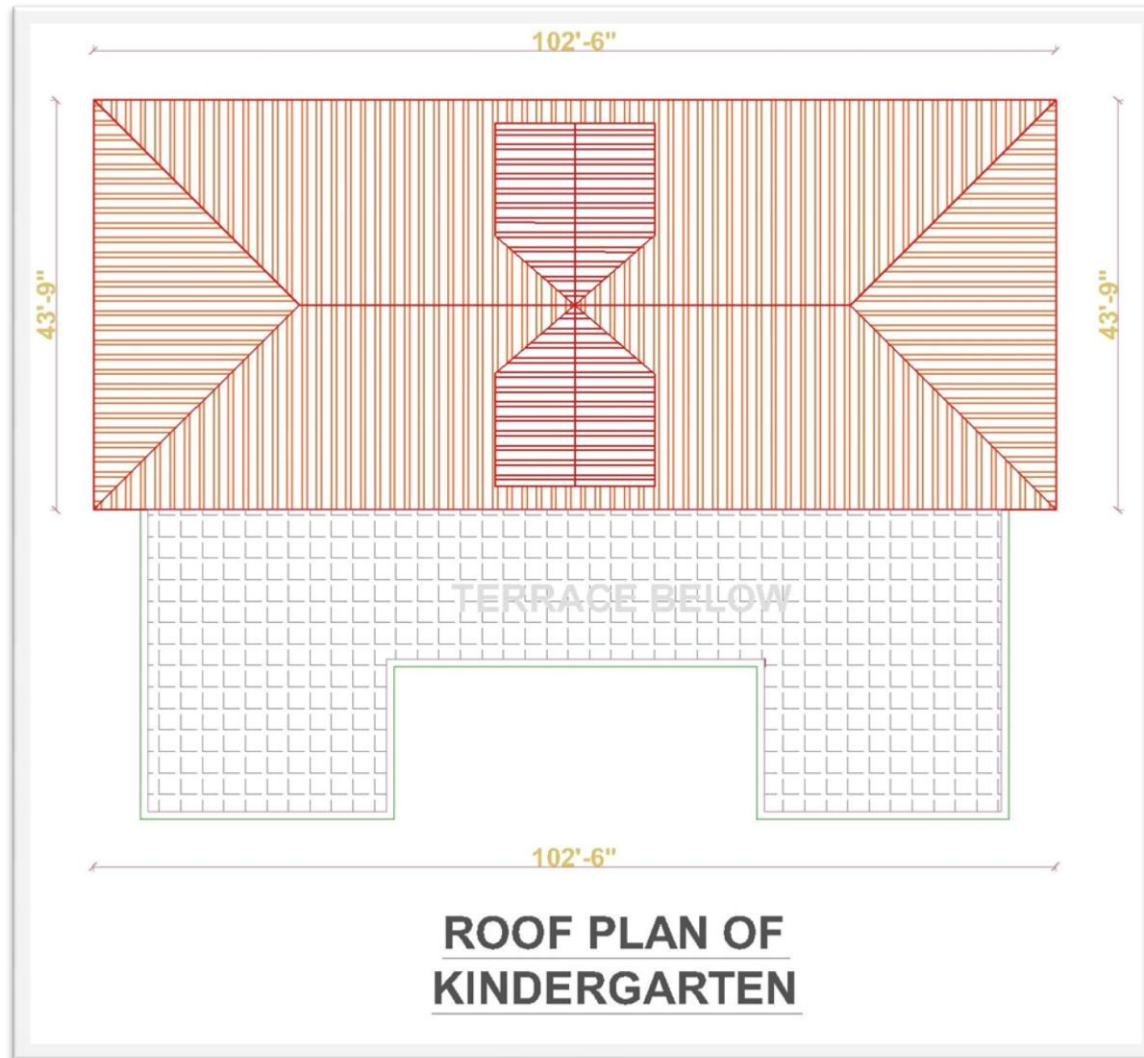 102'-6"
43'-9"
43'-9"
TERRACE BELOW
102'-6"
ROOF PLAN OF
KINDERGARTEN